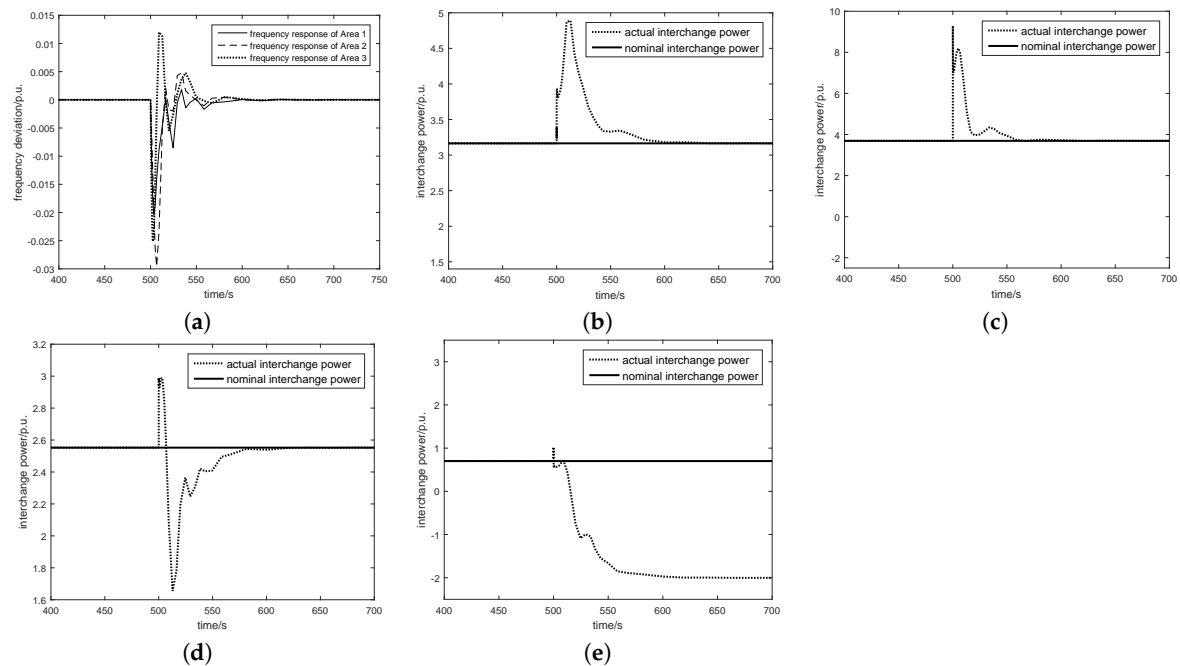 0.015
0.01
0.005
0
-0.005
-0.01
-0.015
-0.02
-0.025
-0.03
frequency deviation/p.u.
frequency response of Area 1
frequency response of Area 2
frequency response of Area 3
400 450 500 550 600 650 700 750
time/s
(a)
5
4.5
4
3.5
3
2.5
2
1.5
interchange power/p.u.
actual interchange power
nominal interchange power
400 450 500 550 600 650 700
time/s
(b)
10
8
6
4
2
0
-2
interchange power/p.u.
actual interchange power
nominal interchange power
400 450 500 550 600 650 700
time/s
(c)
3.2
3
2.8
2.6
2.4
2.2
2
1.8
1.6
interchange power/p.u.
actual interchange power
nominal interchange power
400 450 500 550 600 650 700
time/s
(d)
3
2
1
0
-1
-2
interchange power/p.u.
actual interchange power
nominal interchange power
400 450 500 550 600 650 700
time/s
(e)